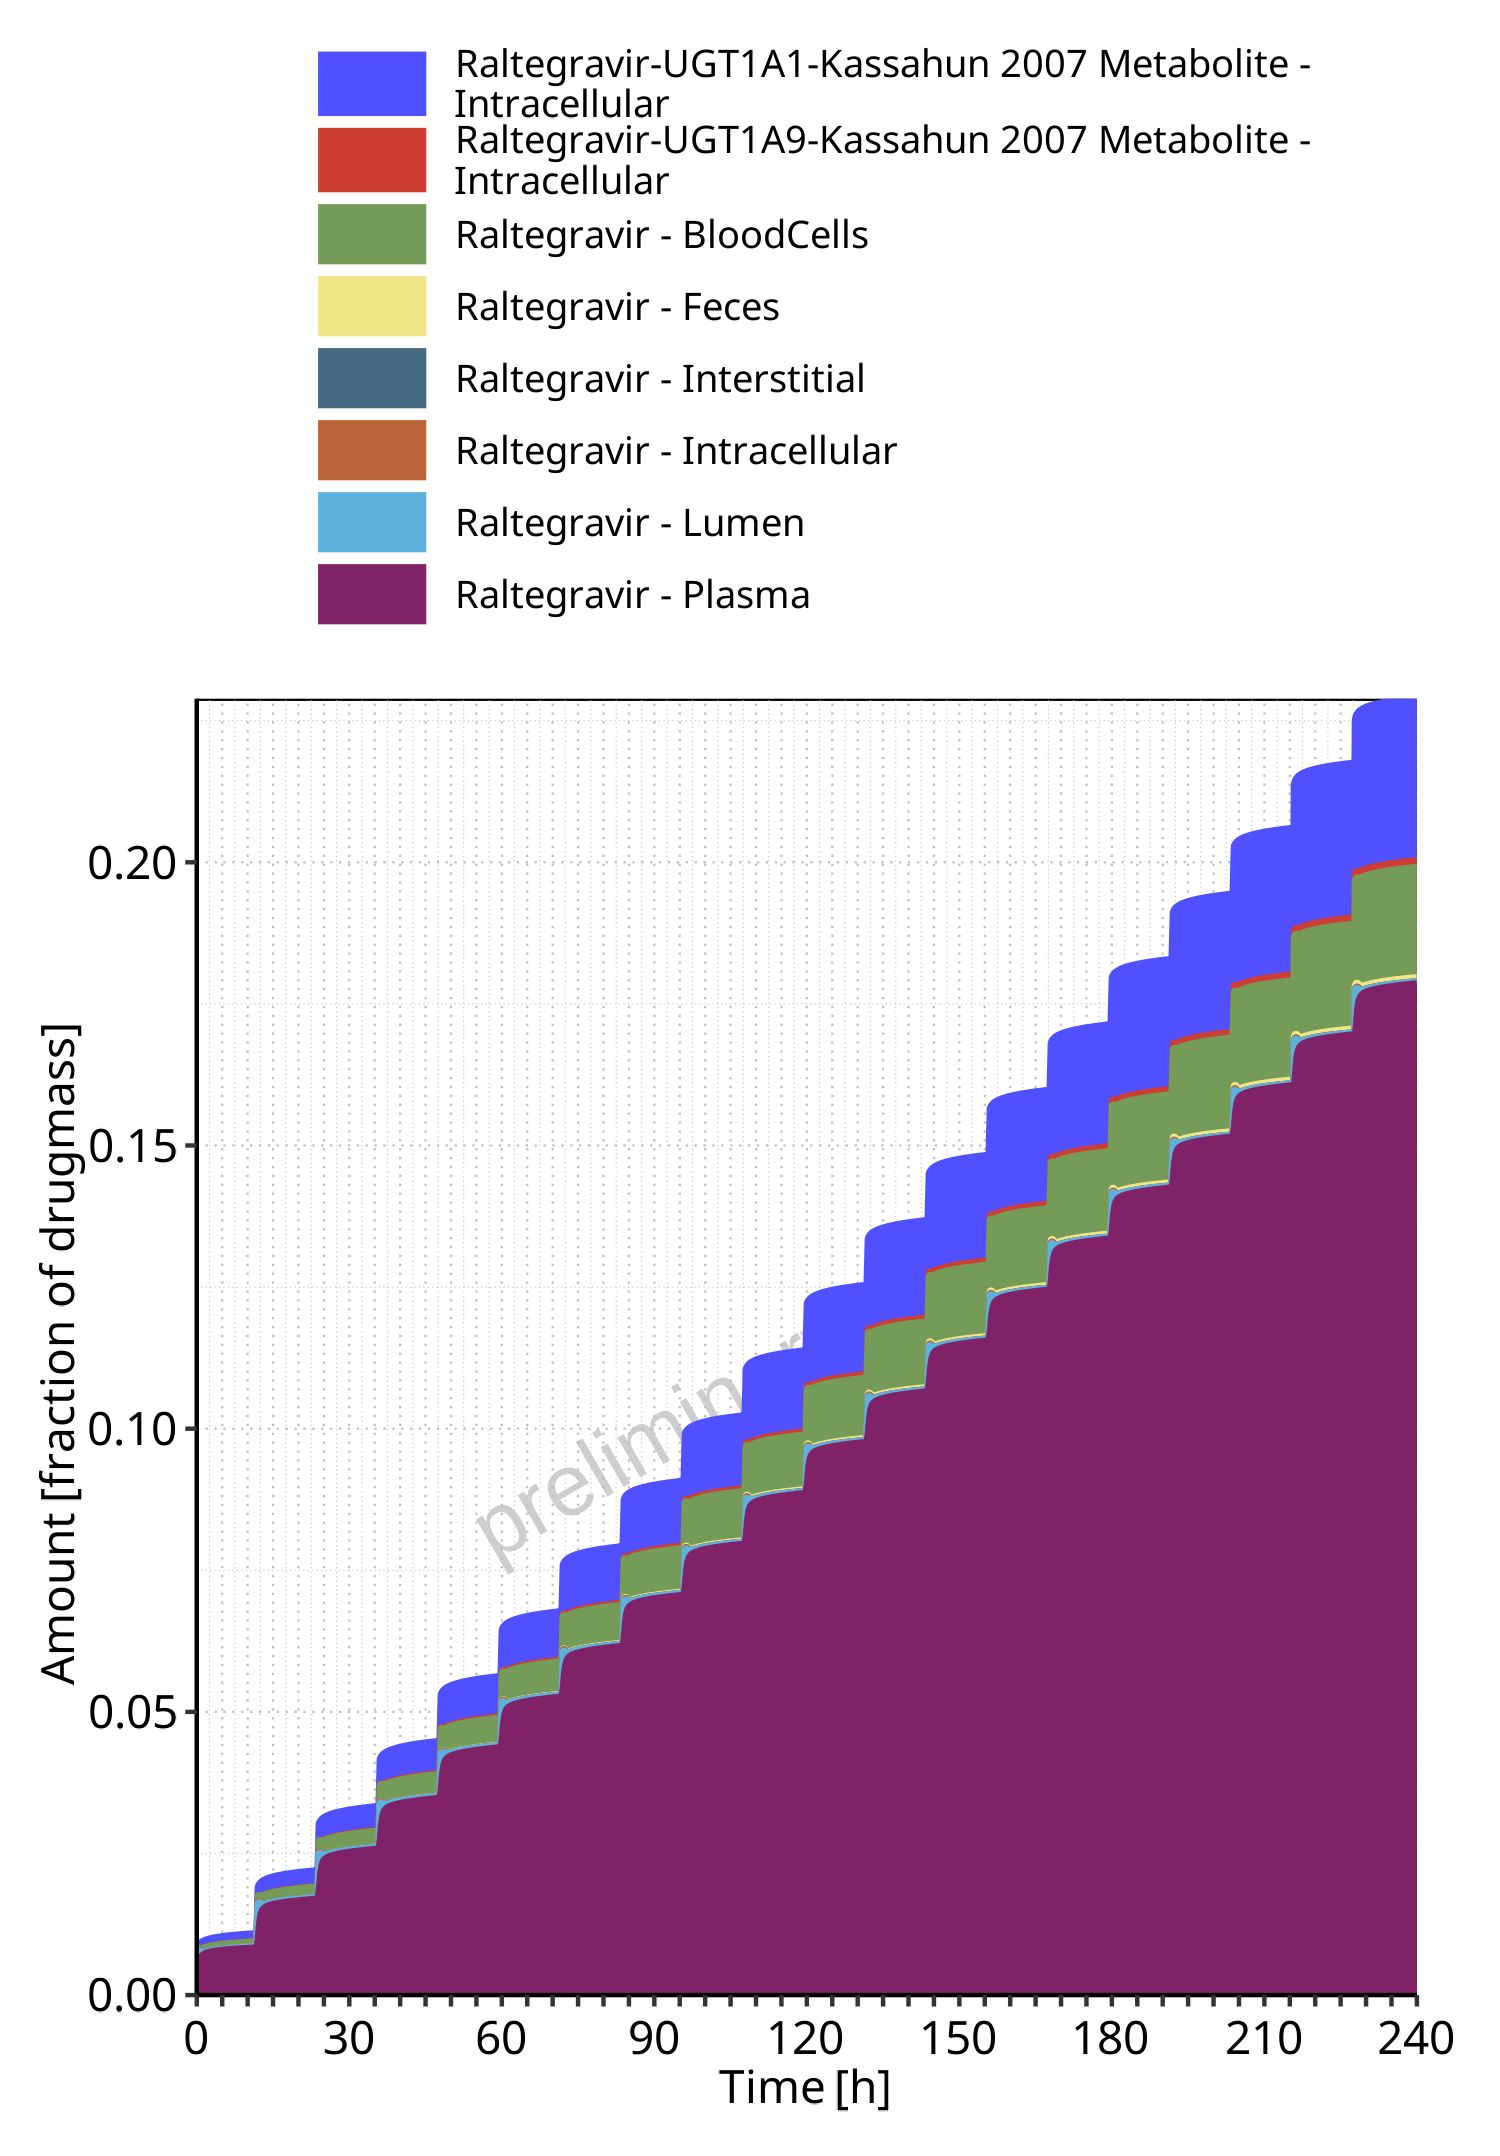 Raltegravir-UGT1A1-Kassahun 2007 Metabolite -
Intracellular
Raltegravir-UGT1A9-Kassahun 2007 Metabolite -
Intracellular
Raltegravir - BloodCells
Raltegravir - Feces
Raltegravir - Interstitial
Raltegravir - Intracellular
Raltegravir - Lumen
Raltegravir - Plasma
Amount [fraction of drugmass]
0.20
0.15
0.10
0.05
0.00
0 30 60 90 120 150 180 210 240
Time [h]